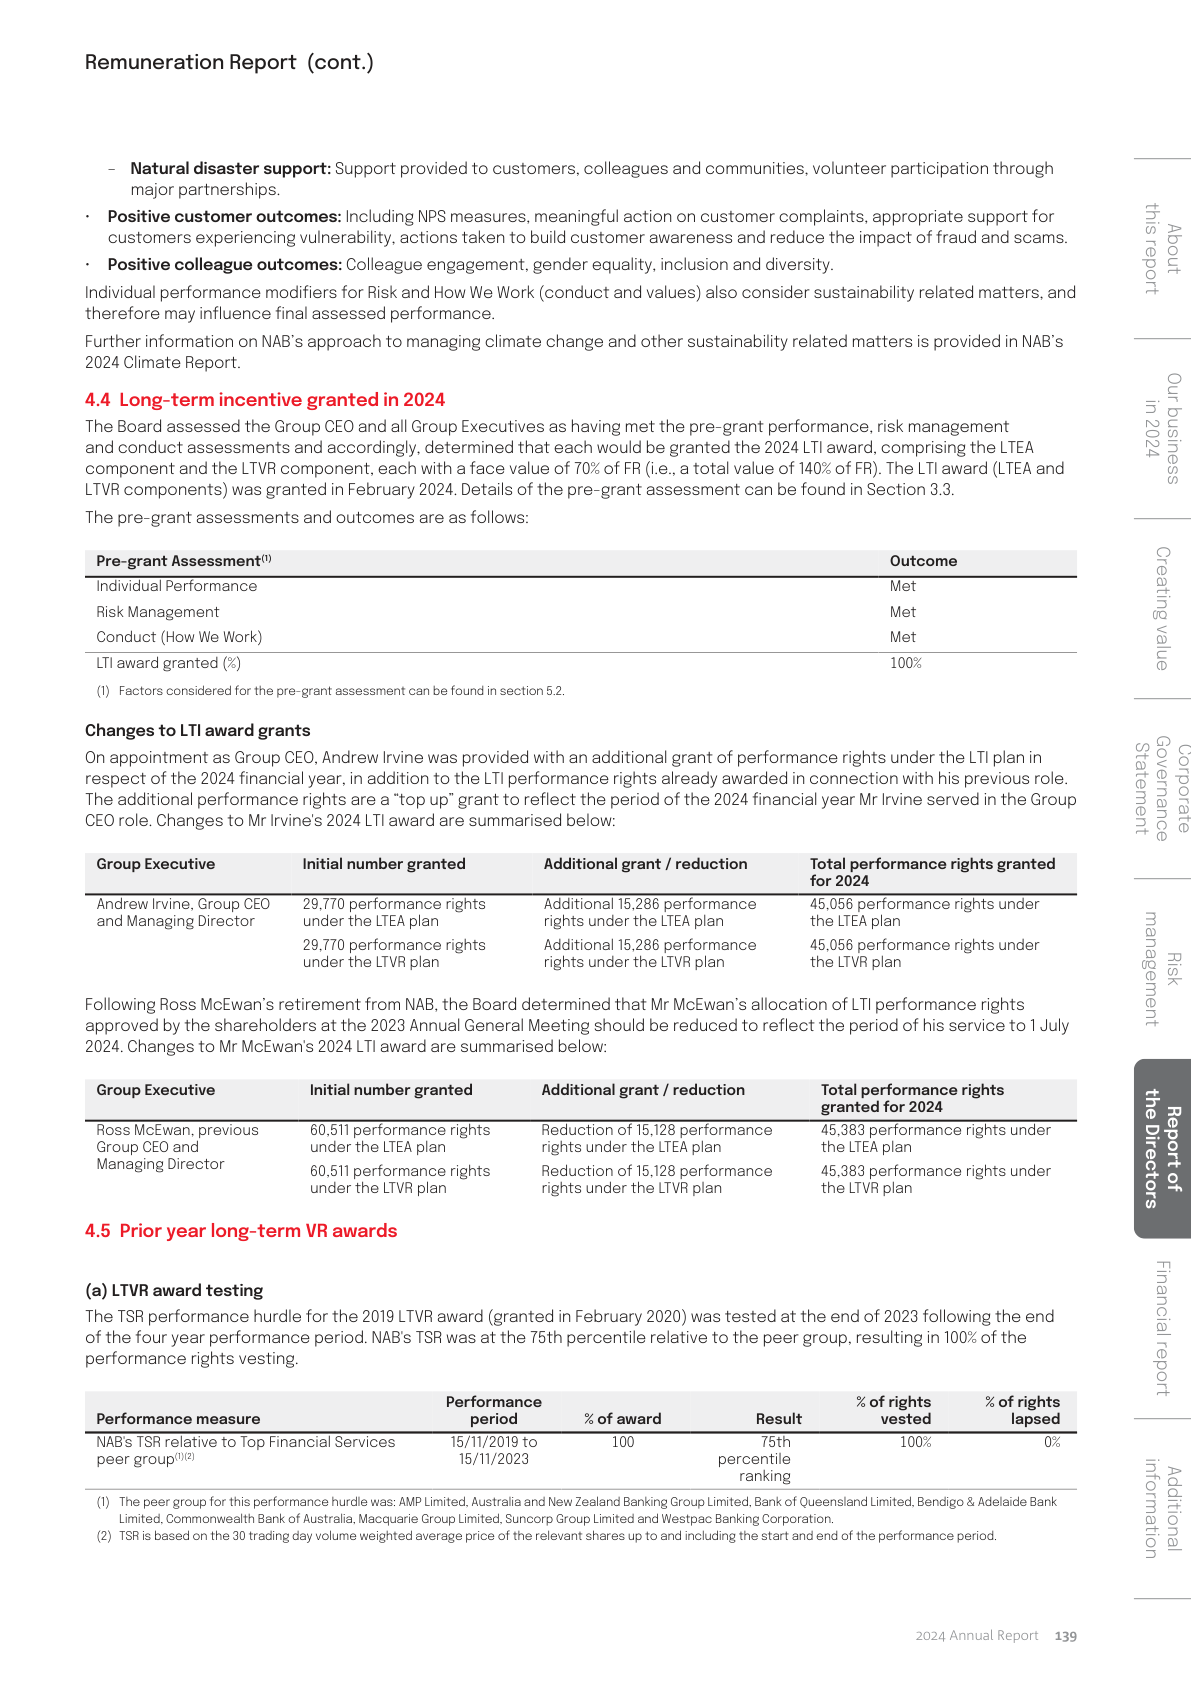 Remuneration Report (cont.)
– Natural disaster support: Support provided to customers, colleagues and communities, volunteer participation through
major partnerships.
• Positive customer outcomes: Including NPS measures, meaningful action on customer complaints, appropriate support for
customers experiencing vulnerability, actions taken to build customer awareness and reduce the impact of fraud and scams.
• Positive colleague outcomes: Colleague engagement, gender equality, inclusion and diversity.
Individual performance modifiers for Risk and How We Work (conduct and values) also consider sustainability related matters, and
therefore may influence final assessed performance.
Further information on NAB’s approach to managing climate change and other sustainability related matters is provided in NAB’s
2024 Climate Report.
4.4 Long-term incentive granted in 2024
The Board assessed the Group CEO and all Group Executives as having met the pre-grant performance, risk management
and conduct assessments and accordingly, determined that each would be granted the 2024 LTI award, comprising the LTEA
component and the LTVR component, each with a face value of 70% of FR (i.e., a total value of 140% of FR). The LTI award (LTEA and
LTVR components) was granted in February 2024. Details of the pre-grant assessment can be found in Section 3.3.
The pre-grant assessments and outcomes are as follows:
Pre-grant Assessment(1) Outcome
Individual Performance Met
Risk Management Met
Conduct (How We Work) Met
LTI award granted (%) 100%
(1) Factors considered for the pre-grant assessment can be found in section 5.2.
Changes to LTI award grants
On appointment as Group CEO, Andrew Irvine was provided with an additional grant of performance rights under the LTI plan in
respect of the 2024 financial year, in addition to the LTI performance rights already awarded in connection with his previous role.
The additional performance rights are a “top up” grant to reflect the period of the 2024 financial year Mr Irvine served in the Group
CEO role. Changes to Mr Irvine's 2024 LTI award are summarised below:
Group Executive Initial number granted Additional grant / reduction Total performance rights granted
for 2024
Andrew Irvine, Group CEO 29,770 performance rights Additional 15,286 performance 45,056 performance rights under
and Managing Director under the LTEA plan rights under the LTEA plan the LTEA plan
29,770 performance rights Additional 15,286 performance 45,056 performance rights under
under the LTVR plan rights under the LTVR plan the LTVR plan
Following Ross McEwan’s retirement from NAB, the Board determined that Mr McEwan’s allocation of LTI performance rights
approved by the shareholders at the 2023 Annual General Meeting should be reduced to reflect the period of his service to 1 July
2024. Changes to Mr McEwan's 2024 LTI award are summarised below:
Group Executive Initial number granted Additional grant / reduction Total performance rights
granted for 2024
Ross McEwan, previous 60,511 performance rights Reduction of 15,128 performance 45,383 performance rights under
Group CEO and under the LTEA plan rights under the LTEA plan the LTEA plan
Managing Director 60,511 performance rights Reduction of 15,128 performance 45,383 performance rights under
under the LTVR plan rights under the LTVR plan the LTVR plan
4.5 Prior year long-term VR awards
(a) LTVR award testing
The TSR performance hurdle for the 2019 LTVR award (granted in February 2020) was tested at the end of 2023 following the end
of the four year performance period. NAB's TSR was at the 75th percentile relative to the peer group, resulting in 100% of the
performance rights vesting.
Performance % of rights % of rights
Performance measure period % of award Result vested lapsed
NAB's TSR relative to Top Financial Services 15/11/2019 to 100 75th 100% 0%
peer group(1)(2) 15/11/2023 percentile
ranking
(1) The peer group for this performance hurdle was: AMP Limited, Australia and New Zealand Banking Group Limited, Bank of Queensland Limited, Bendigo & Adelaide Bank
Limited, Commonwealth Bank of Australia, Macquarie Group Limited, Suncorp Group Limited and Westpac Banking Corporation.
(2) TSR is based on the 30 trading day volume weighted average price of the relevant shares up to and including the start and end of the performance period.
2024 Annual Report 139
About
this report
Our business
in 2024
Creating value
Corporate
Governance
Statement
Risk
management
Report of
the Directors
Financial report
Additional
information